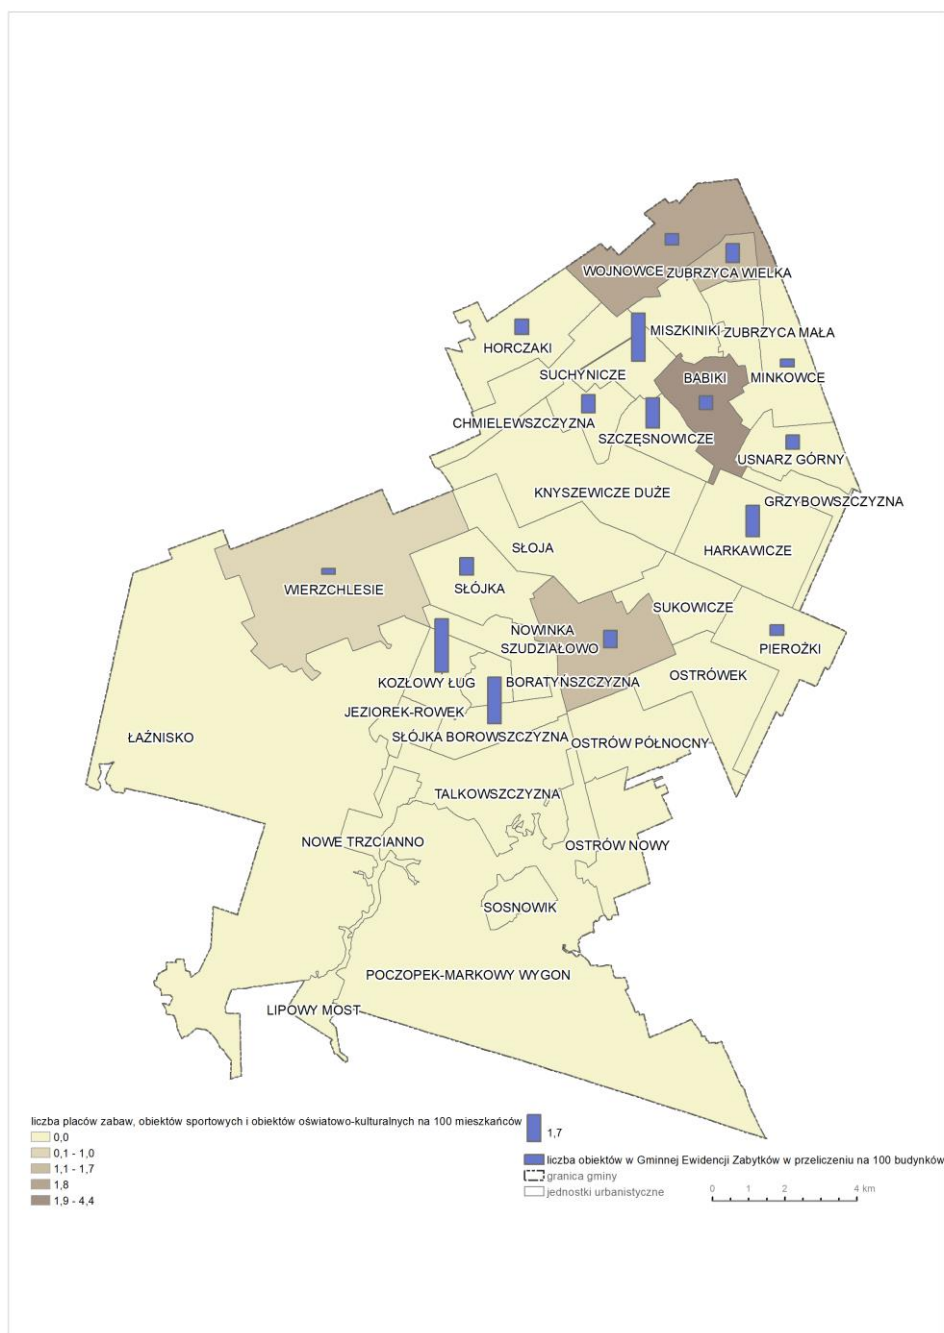 WOJNOWCE
ZUBRZYCA WIELKA
MISZKINIKI
ZUBRZYCA MAŁA
HORCZAKI
SUCHYNICZE
BABIKI
MINKOWCE
CHMIELEWSZCZYZNA
SZCZĘSNOWICZE
USNARZ GÓRNY
KNYSZEWICZE DUŻE
GRZYBOWSZCZYZNA
SŁOJA
HARKAWICZE
WIERZCHLESIE
SŁÓJKA
SUKOWICZE
NOWINKA
SZUDZIAŁOWO
PIEROŻKI
KOZŁOWY ŁUG
BORATYŃSZCZYZNA
OSTRÓWEK
JEZIOREK-ROWEK
ŁAŹNISKO
SŁÓJKA BOROWSZCZYZNA
OSTRÓW PÓŁNOCNY
TALKOWSZCZYZNA
NOWE TRZCIANNO
OSTRÓW NOWY
SOSNOWIK
POCZOPEK-MARKOWY WYGON
LIPOWY MOST
liczba placów zabaw, obiektów sportowych i obiektów oświatowo-kulturalnych na 100 mieszkańców
0,0
0,1 - 1,0
1,1 - 1,7
1,8
1,9 - 4,4
1,7
liczba obiektów w Gminnej Ewidencji Zabytków w przeliczeniu na 100 budynków
granica gminy
jednostki urbanistyczne
0 1 2 4 km